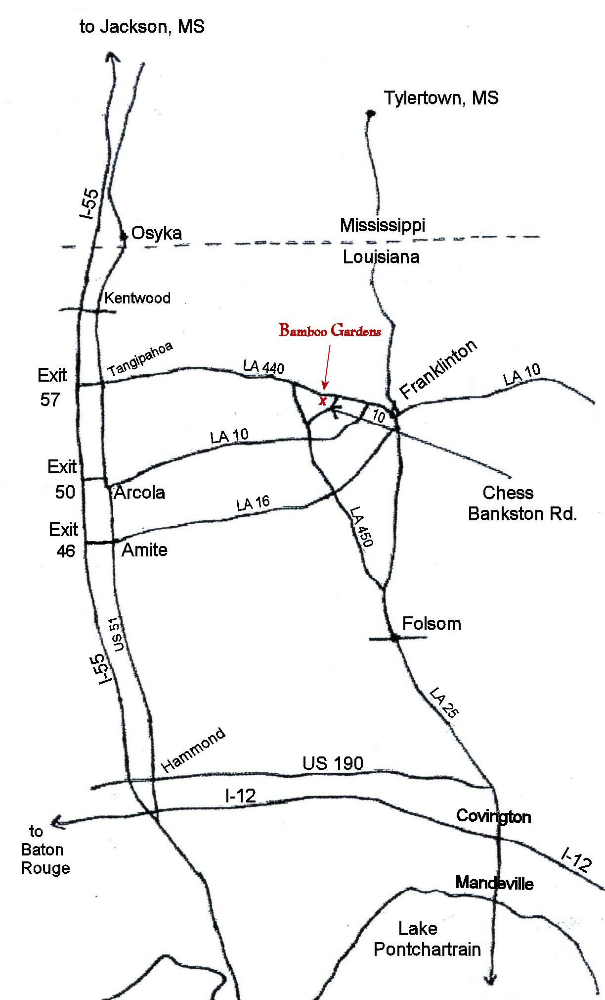 to Jackson, MS
Tylertown, MS
I-55
Mississippi
Osyka
Louisiana
Kentwood
Bamboo Gardens
Tangipahoa
LA 440
Franklinton
LA 10
Exit
57
x
10
LA 10
Exit
50
Arcola
Chess
Bankston Rd.
LA 16
LA 450
Exit
46
Amite
US 51
Folsom
I-55
LA 25
Hammond
US 190
I-12
Covington
to
Baton
Rouge
I-12
Mandeville
Lake
Pontchartrain